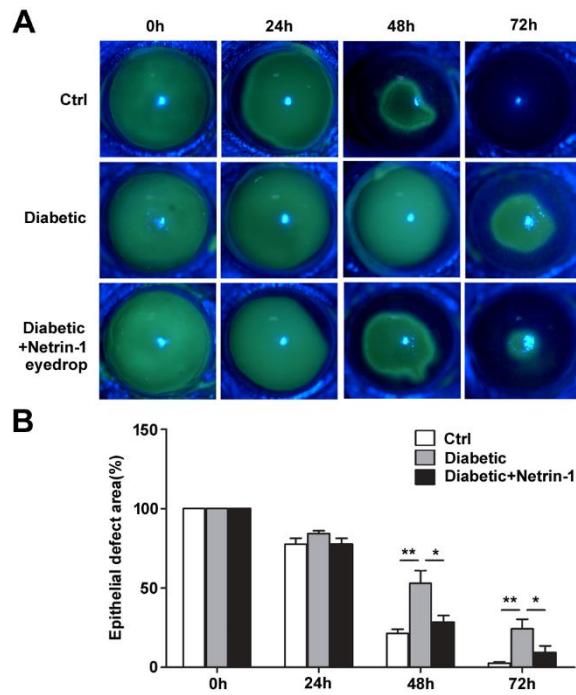 A
0h 24h 48h 72h
Ctrl
Diabetic
Diabetic
+Netrin-1
eyedrop
B
Epithelial defect area(%)
150
100
50
0
Ctrl
Diabetic
Diabetic+Netrin-1
** *
** *
0h 24h 48h 72h